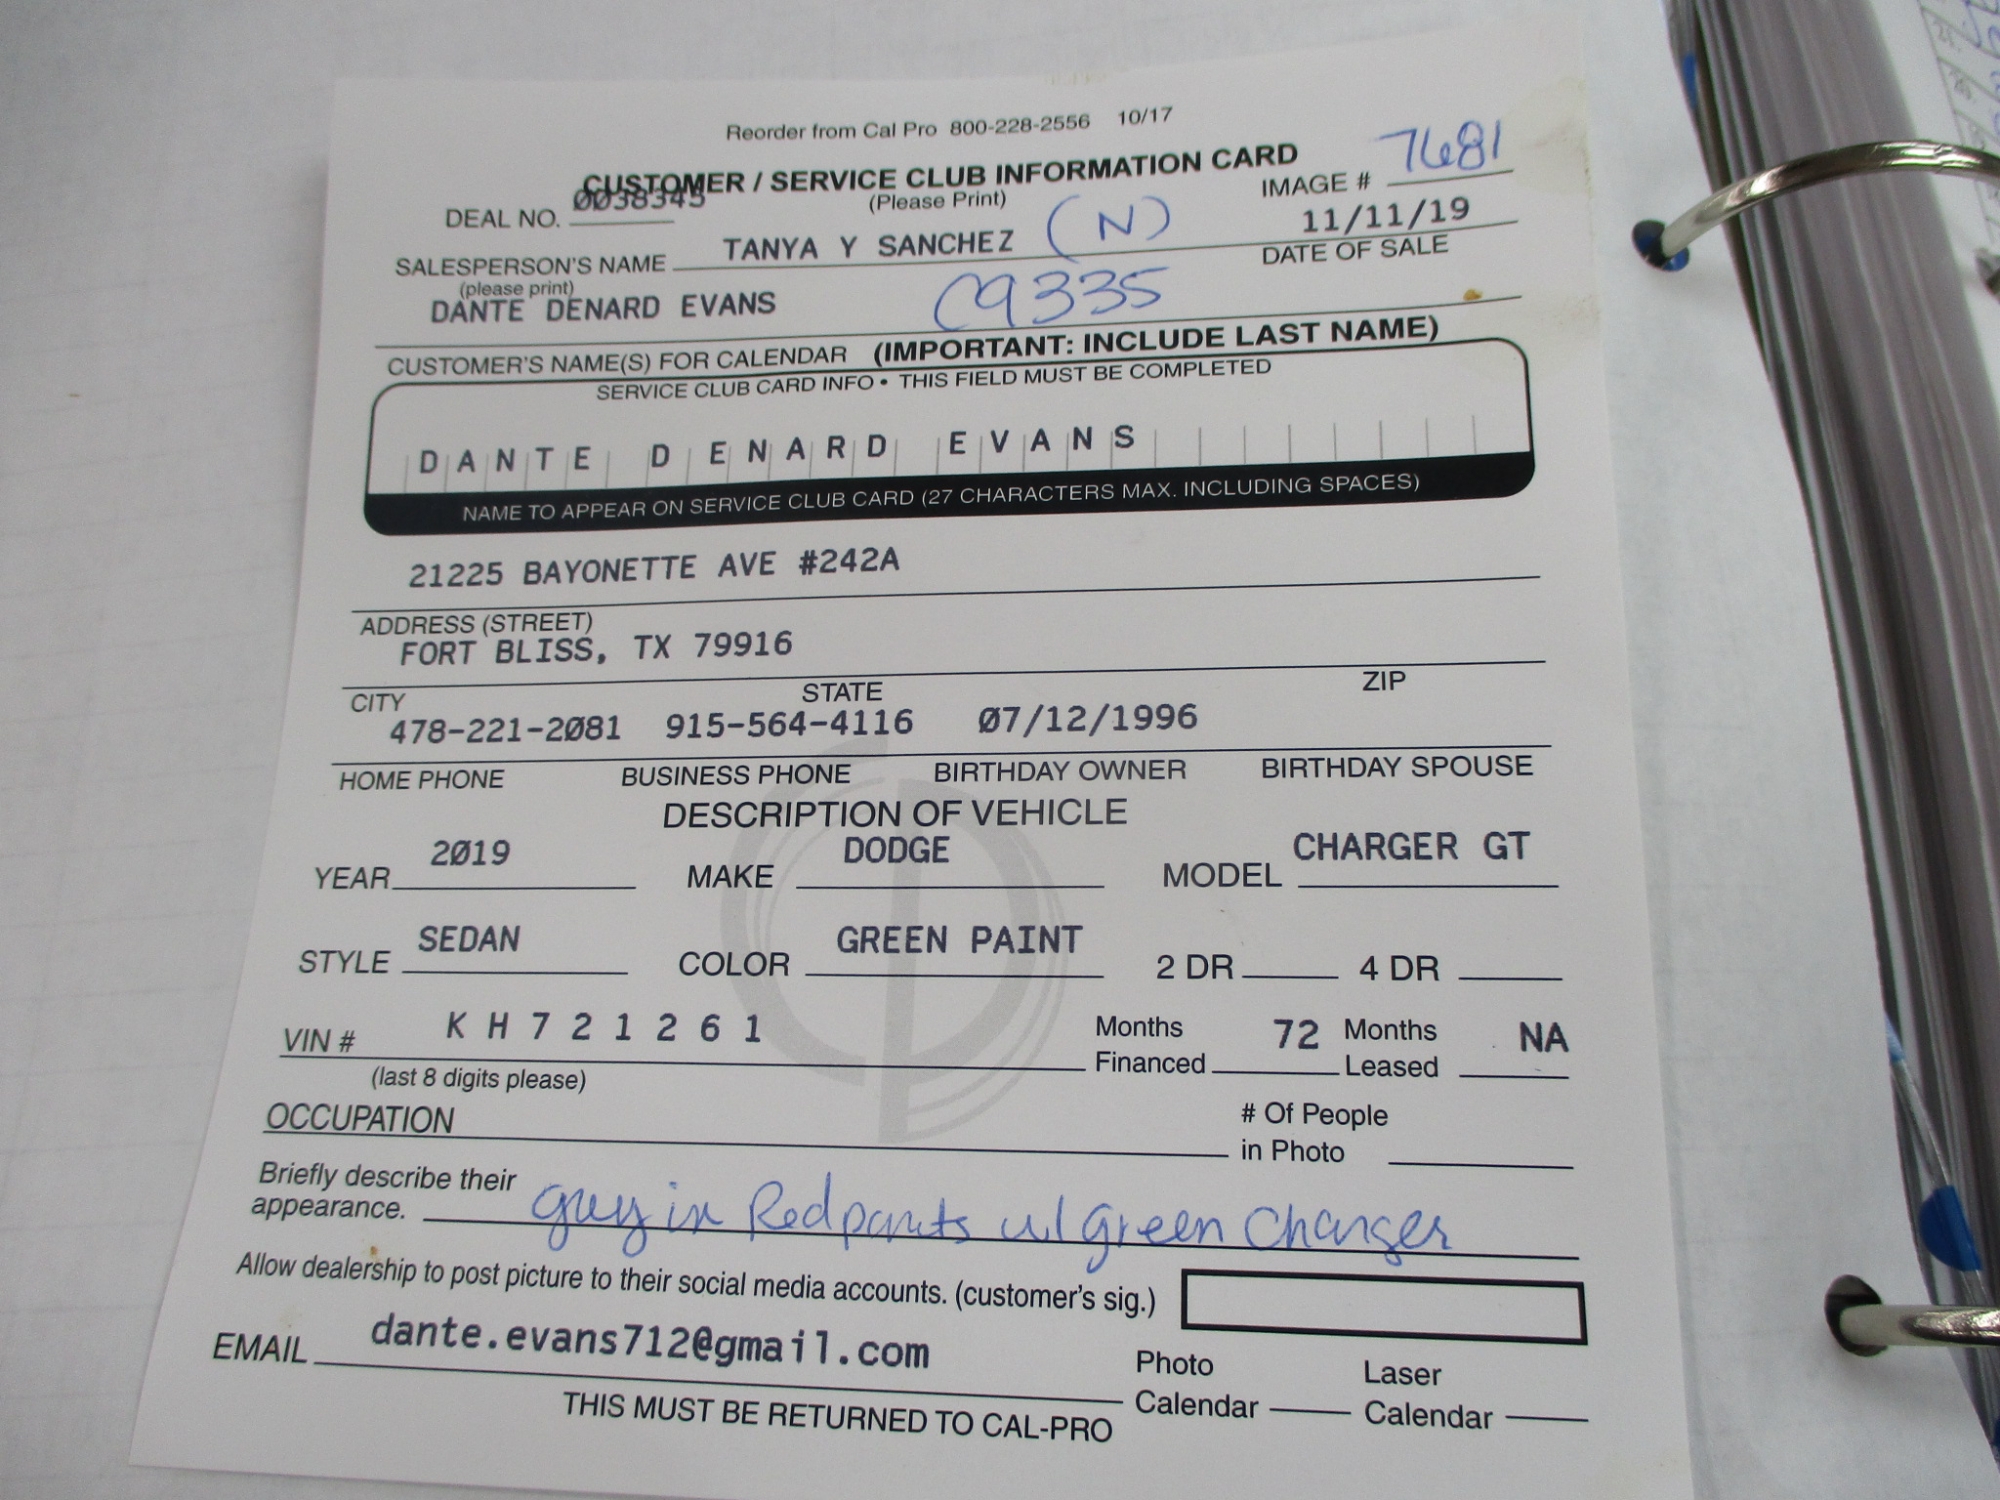 Reorder from Cal Pro 800-228-2556 10/17
CUSTOMER / SERVICE CLUB INFORMATION CARD
(Please Print)
IMAGE # 7681
DEAL NO. 0038345
11/11/19
DATE OF SALE
SALESPERSON'S NAME TANYA Y SANCHEZ (N)
(please print)
DANTE DENARD EVANS C9335
CUSTOMER'S NAME(S) FOR CALENDAR (IMPORTANT: INCLUDE LAST NAME)
SERVICE CLUB CARD INFO • THIS FIELD MUST BE COMPLETED
DANTE DENARD EVANS
NAME TO APPEAR ON SERVICE CLUB CARD (27 CHARACTERS MAX. INCLUDING SPACES)
21225 BAYONETTE AVE #242A
ADDRESS (STREET)
FORT BLISS, TX 79916
CITY STATE ZIP
478-221-2081 915-564-4116 07/12/1996
HOME PHONE BUSINESS PHONE BIRTHDAY OWNER BIRTHDAY SPOUSE
DESCRIPTION OF VEHICLE
YEAR 2019 MAKE DODGE MODEL CHARGER GT
STYLE SEDAN COLOR GREEN PAINT 2 DR 4 DR
VIN # KH721261
(last 8 digits please)
Months Financed 72 Months Leased NA
OCCUPATION
# Of People in Photo
Briefly describe their
appearance. guy in Red pants w/ green Charger
Allow dealership to post picture to their social media accounts. (customer's sig.)
EMAIL dante.evans712@gmail.com
Photo Calendar Laser Calendar
THIS MUST BE RETURNED TO CAL-PRO